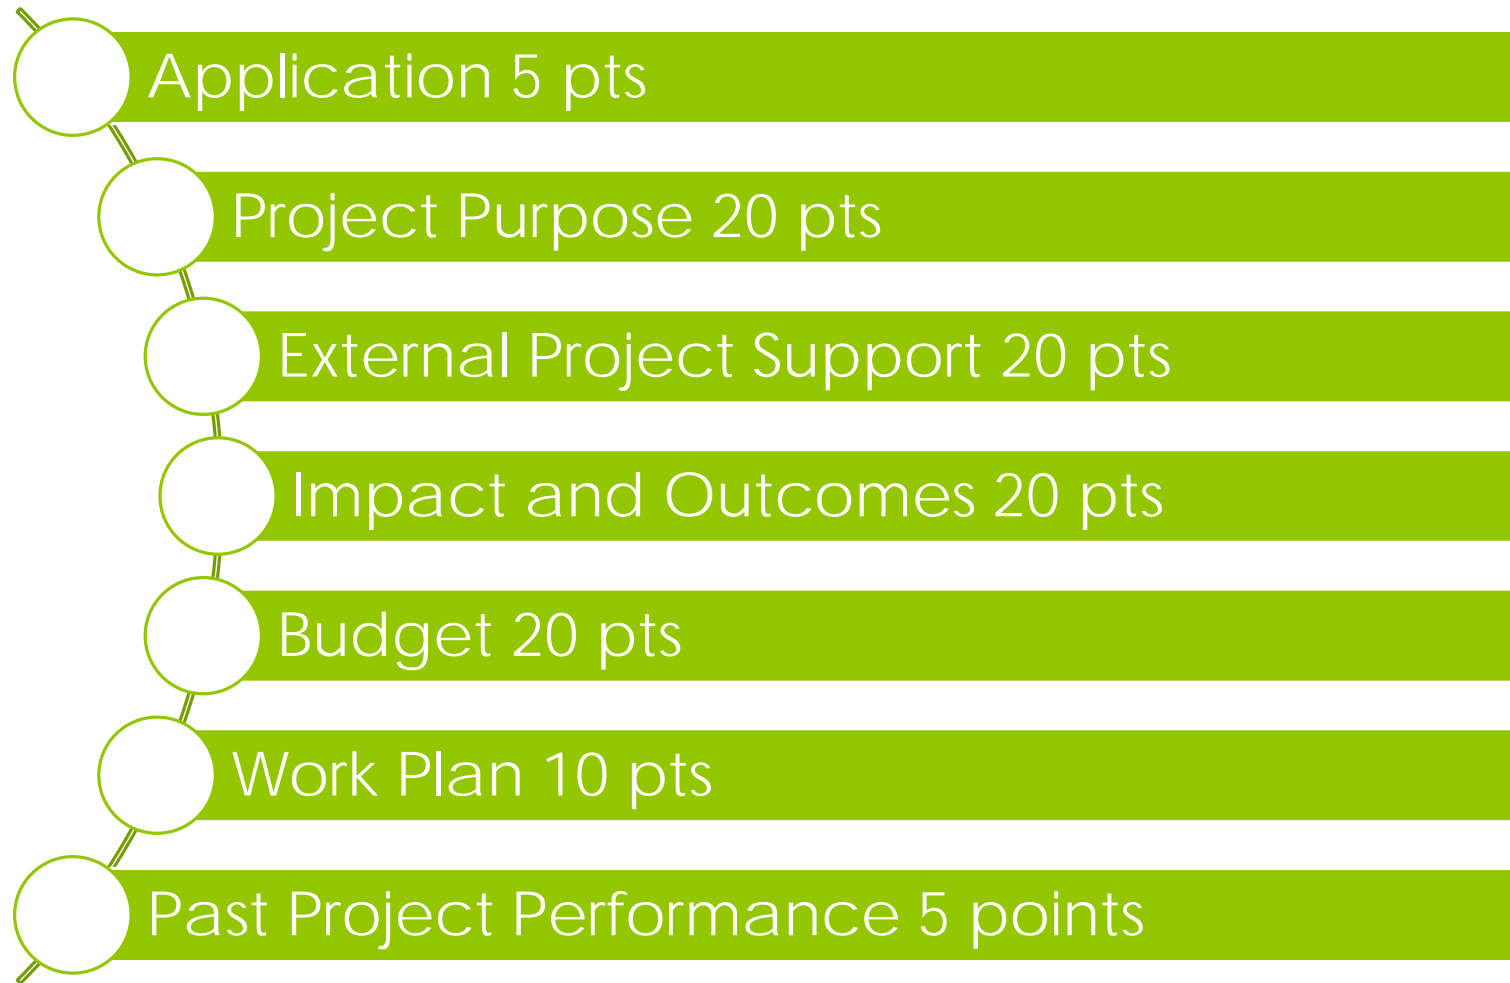 Application 5 pts
Project Purpose 20 pts
External Project Support 20 pts
Impact and Outcomes 20 pts
Budget 20 pts
Work Plan 10 pts
Past Project Performance 5 points